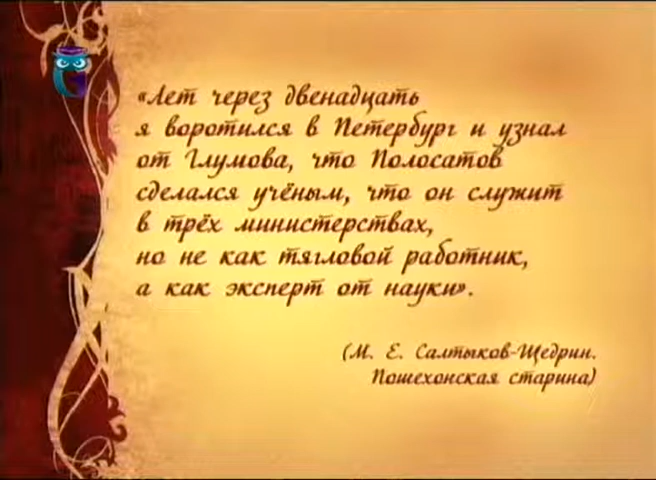 «Лет через двенадцать
я воротился в Петербург и узнал
от Глумова, что Полосатов
сделался учёным, что он служит
в трёх министерствах,
но не как тягловой работник,
а как эксперт от науки».
(М. Е. Салтыков-Щедрин.
Пошехонская старина)